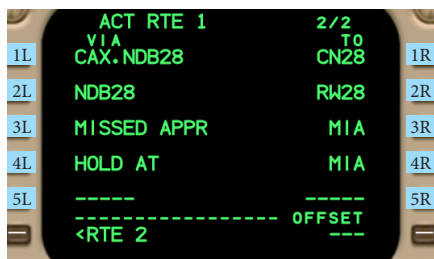 ACT RTE 1 2/2
VIA TO
1L CAX.NDB28 CN28 1R
2L NDB28 RW28 2R
3L MISSED APPR MIA 3R
4L HOLD AT MIA 4R
5L ----- ----- 5R
----------------- OFFSET
<RTE 2 ---